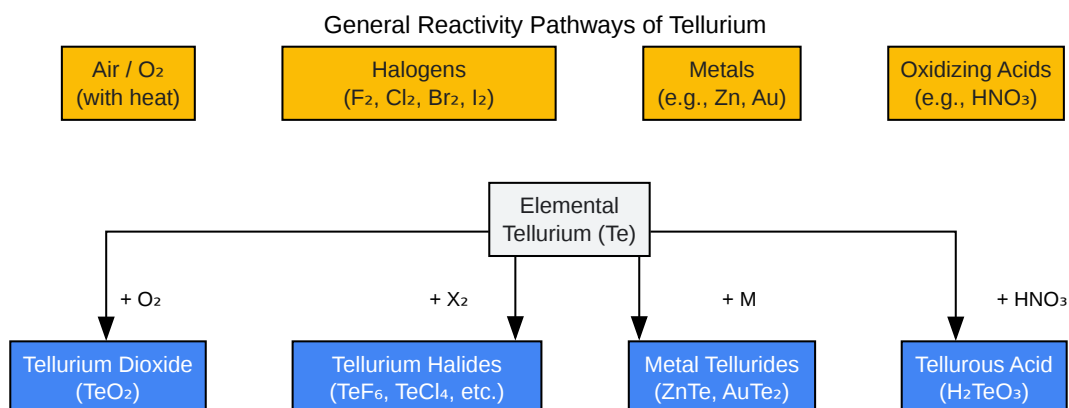 General Reactivity Pathways of Tellurium
Air / O₂
(with heat)
Halogens
(F₂, Cl₂, Br₂, I₂)
Metals
(e.g., Zn, Au)
Oxidizing Acids
(e.g., HNO₃)
Elemental
Tellurium (Te)
+ O₂
+ X₂
+ M
+ HNO₃
Tellurium Dioxide
(TeO₂)
Tellurium Halides
(TeF₆, TeCl₄, etc.)
Metal Tellurides
(ZnTe, AuTe₂)
Tellurous Acid
(H₂TeO₃)